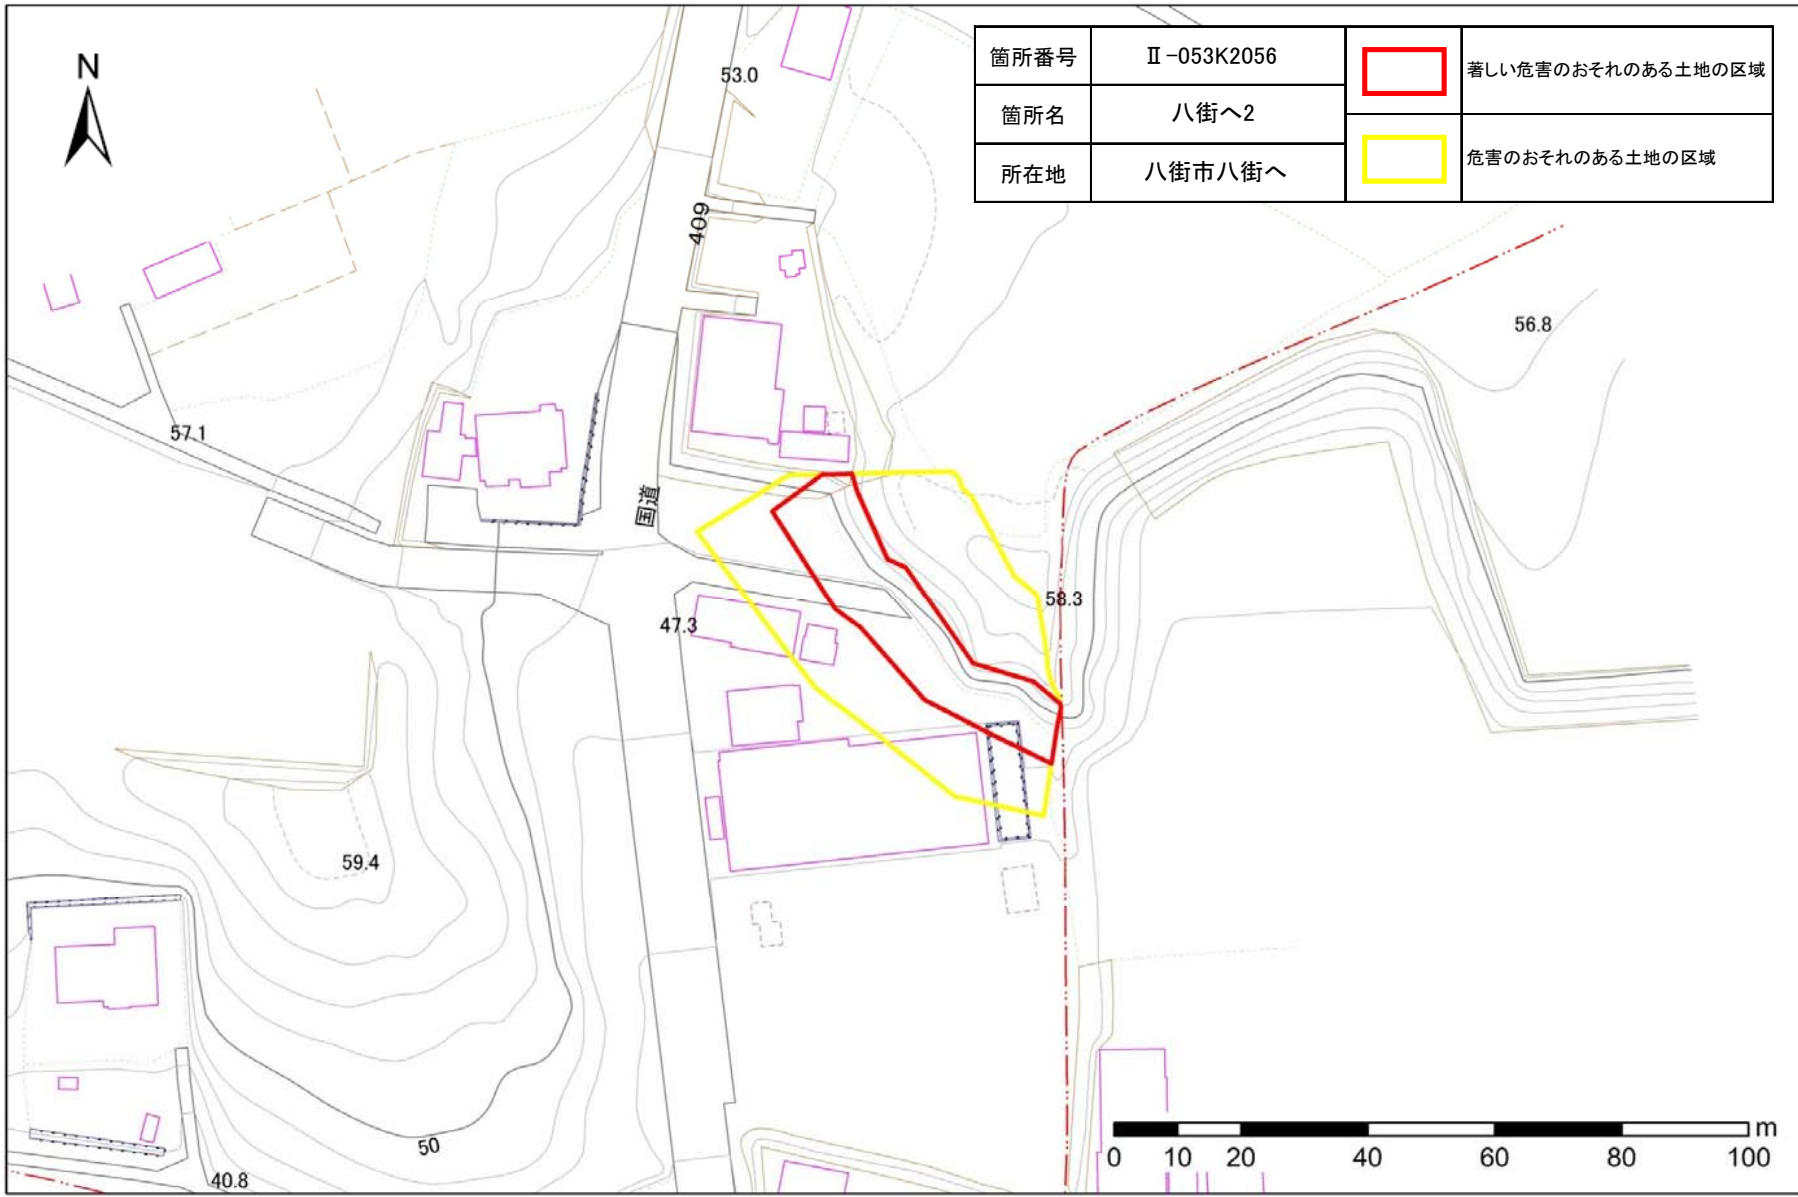 N
箇所番号 Ⅱ-053K2056
箇所名 八街へ2
所在地 八街市八街へ
著しい危害のおそれのある土地の区域
危害のおそれのある土地の区域
53.0
409
56.8
57.1
国道
58.3
47.3
59.4
50
40.8
0 10 20 40 60 80 100 m